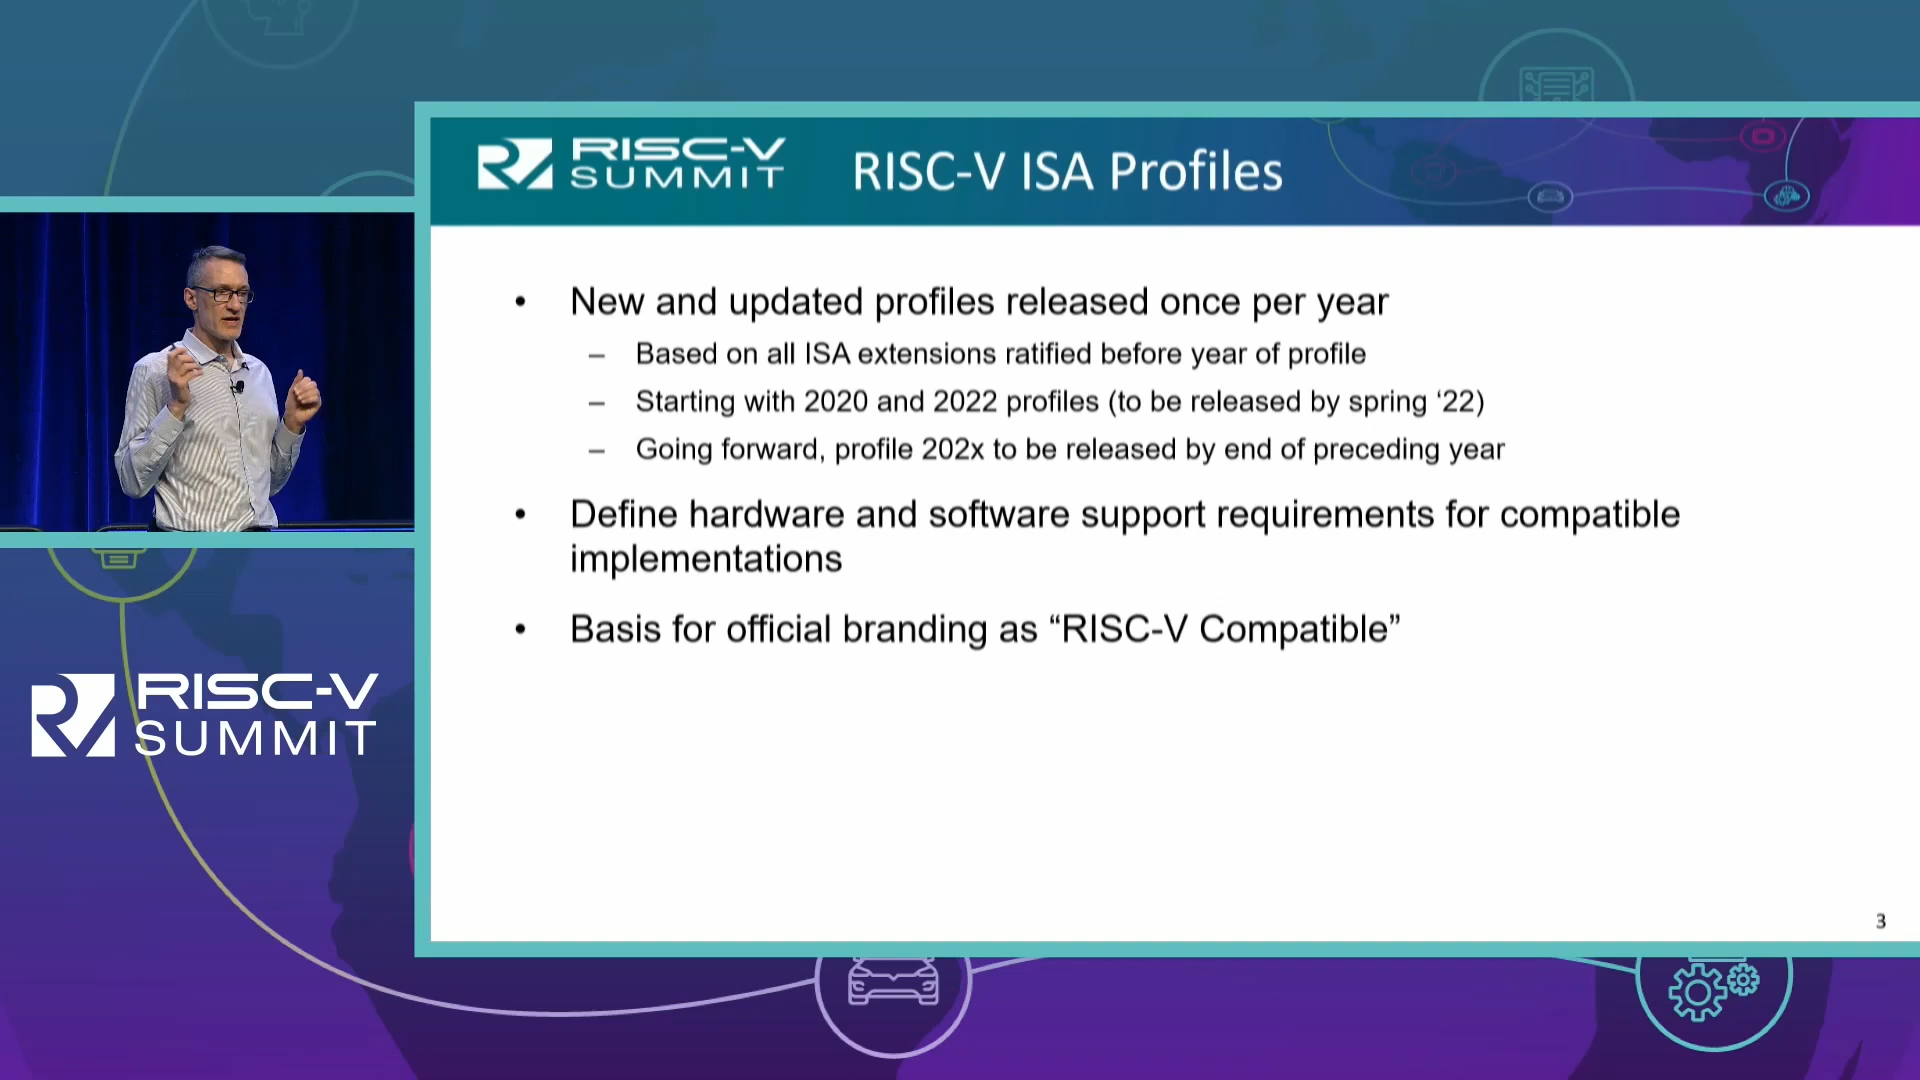 RISC-V
SUMMIT
RISC-V ISA Profiles
• New and updated profiles released once per year
– Based on all ISA extensions ratified before year of profile
– Starting with 2020 and 2022 profiles (to be released by spring ‘22)
– Going forward, profile 202x to be released by end of preceding year
• Define hardware and software support requirements for compatible
implementations
• Basis for official branding as “RISC-V Compatible”
3
RISC-V
SUMMIT